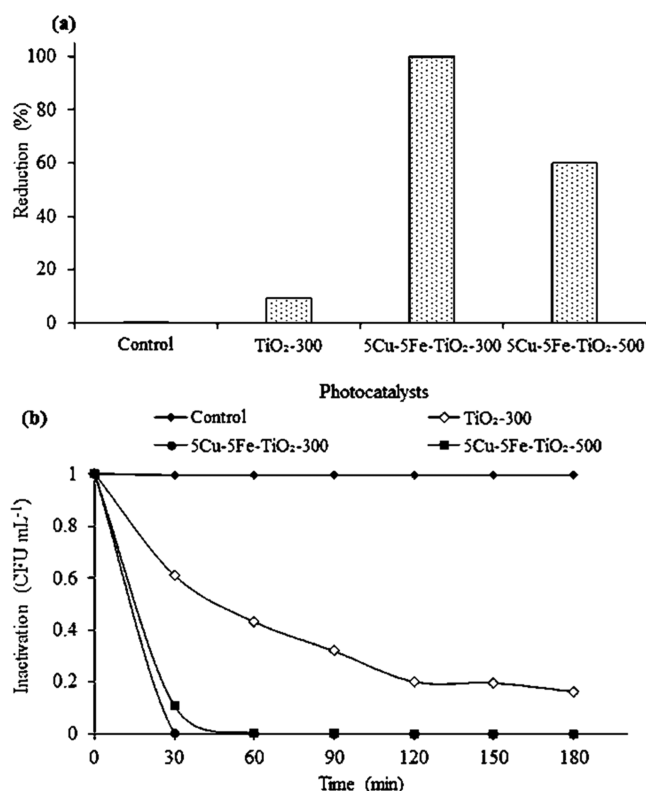 (a)
Reduction (%)
100
80
60
40
20
0
Control TiO₂-300 5Cu-5Fe-TiO₂-300 5Cu-5Fe-TiO₂-500
Photocatalysts
(b)
Control TiO₂-300
5Cu-5Fe-TiO₂-300 5Cu-5Fe-TiO₂-500
Inactivation (CFU mL⁻¹)
1
0.8
0.6
0.4
0.2
0
0 30 60 90 120 150 180
Time (min)